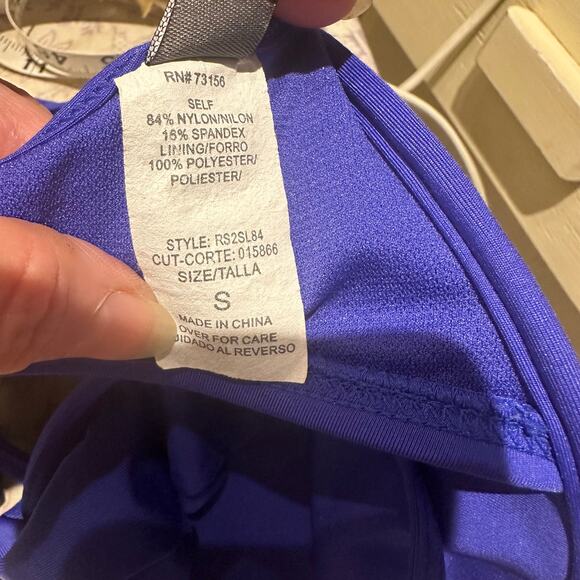 RN# 73156
SELF
84% NYLON/NILON
16% SPANDEX
LINING/FORRO
100% POLYESTER/
POLIESTER/
STYLE: RS2SL84
CUT-CORTE: 015866
SIZE/TALLA
S
MADE IN CHINA
OVER FOR CARE
UIDADO AL REVERSO